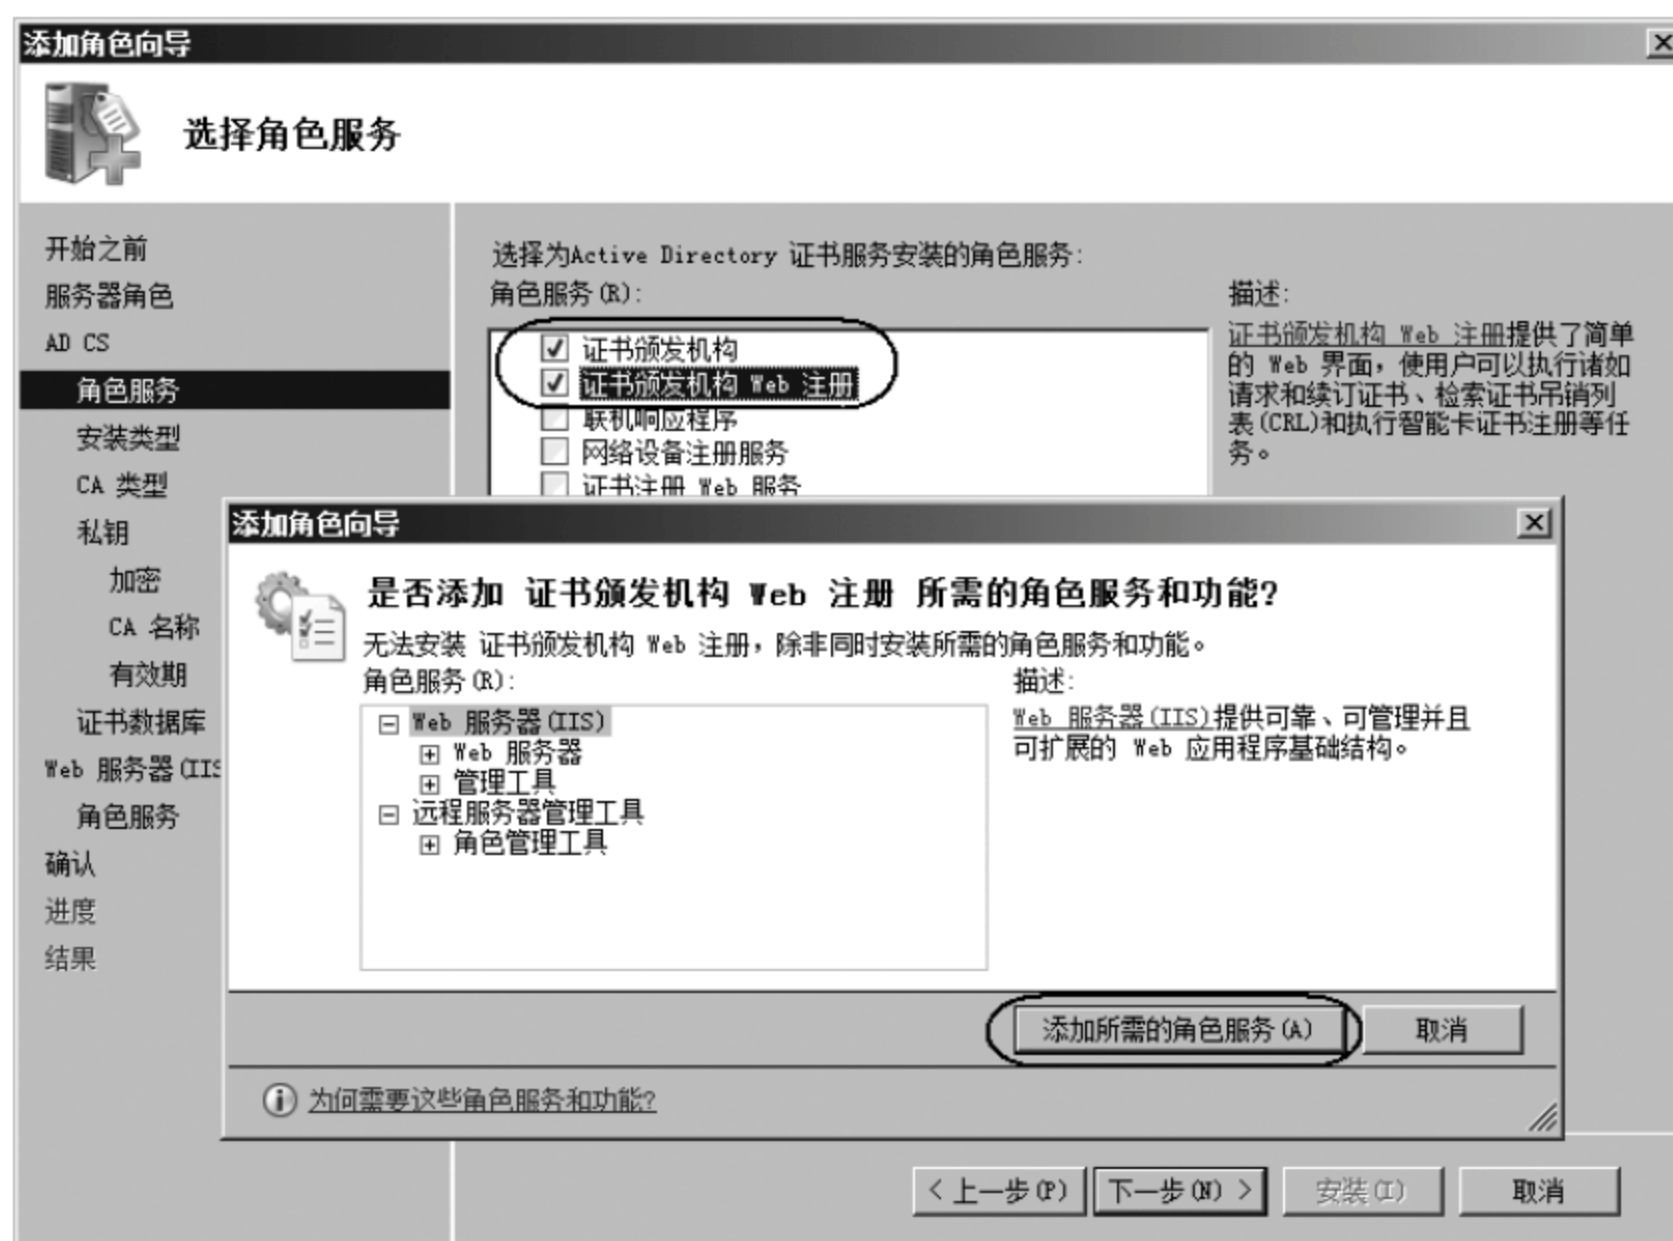 添加角色向导
选择角色服务
开始之前
服务器角色
AD CS
角色服务
安装类型
CA 类型
私钥
加密
CA 名称
有效期
证书数据库
Web 服务器(IIS
角色服务
确认
进度
结果
选择为Active Directory 证书服务安装的角色服务:
角色服务(R):
证书颁发机构
证书颁发机构 Web 注册
联机响应程序
网络设备注册服务
证书注册 Web 服务
描述:
证书颁发机构 Web 注册提供了简单
的 Web 界面，使用户可以执行诸如
请求和续订证书、检索证书吊销列
表(CRL)和执行智能卡证书注册等任
务。
添加角色向导
是否添加 证书颁发机构 Web 注册 所需的角色服务和功能?
无法安装 证书颁发机构 Web 注册，除非同时安装所需的角色服务和功能。
角色服务(R):
Web 服务器(IIS)
Web 服务器
管理工具
远程服务器管理工具
角色管理工具
描述:
Web 服务器(IIS)提供可靠、可管理并且
可扩展的 Web 应用程序基础结构。
添加所需的角色服务(A)
取消
为何需要这些角色服务和功能?
< 上一步(P)
下一步(N) >
安装(I)
取消